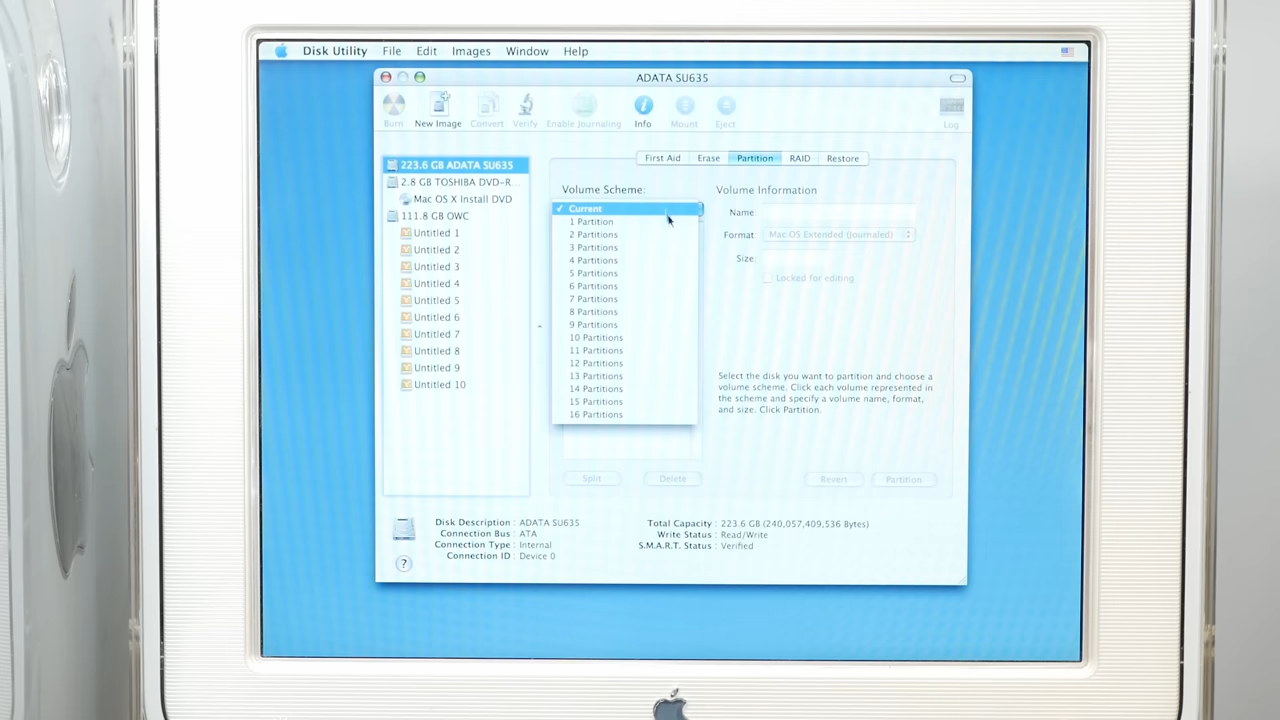 Disk Utility File Edit Images Window Help
ADATA SU635
Burn New Image Convert Verify Enable Journaling Info Mount Eject Log
First Aid Erase Partition RAID Restore
223.6 GB ADATA SU635
2.8 GB TOSHIBA DVD-R...
Mac OS X Install DVD
111.8 GB OWC
Untitled 1
Untitled 2
Untitled 3
Untitled 4
Untitled 5
Untitled 6
Untitled 7
Untitled 8
Untitled 9
Untitled 10
Volume Scheme:
✓ Current
1 Partition
2 Partitions
3 Partitions
4 Partitions
5 Partitions
6 Partitions
7 Partitions
8 Partitions
9 Partitions
10 Partitions
11 Partitions
12 Partitions
13 Partitions
14 Partitions
15 Partitions
16 Partitions
Split Delete
Volume Information
Name
Format Mac OS Extended (Journaled)
Size
Locked for editing
Select the disk you want to partition and choose a
volume scheme. Click each volume represented in
the scheme and specify a volume name, format,
and size. Click Partition.
Revert Partition
Disk Description : ADATA SU635
Connection Bus : ATA
Connection Type : Internal
Connection ID : Device 0
Total Capacity : 223.6 GB (240,057,409,536 Bytes)
Write Status : Read/Write
S.M.A.R.T. Status : Verified
?